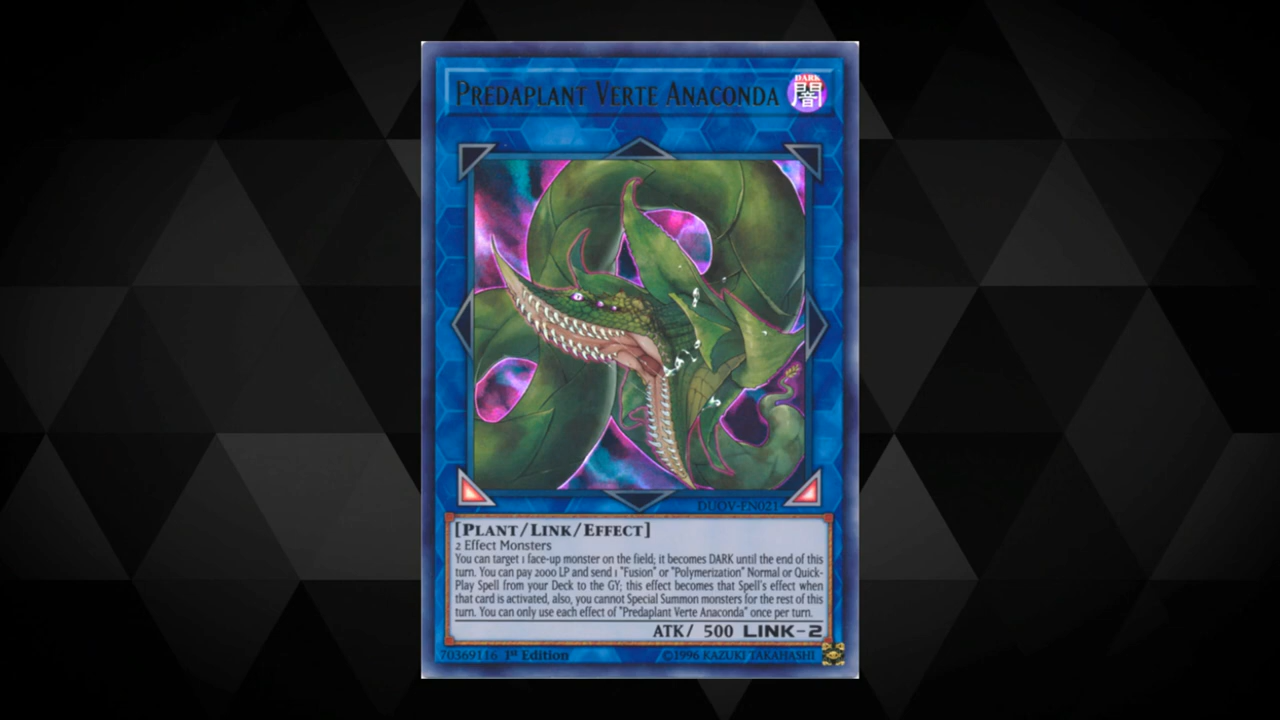 PREDAPLANT VERTE ANACONDA
DARK
闇
DUOV-EN021
[PLANT/LINK/EFFECT]
2 Effect Monsters
You can target 1 face-up monster on the field; it becomes DARK until the end of this
turn. You can pay 2000 LP and send 1 "Fusion" or "Polymerization" Normal or Quick-
Play Spell from your Deck to the GY; this effect becomes that Spell's effect when
that card is activated, also, you cannot Special Summon monsters for the rest of this
turn. You can only use each effect of "Predaplant Verte Anaconda" once per turn.
ATK/ 500 LINK-2
70369116 1st Edition ©1996 KAZUKI TAKAHASHI